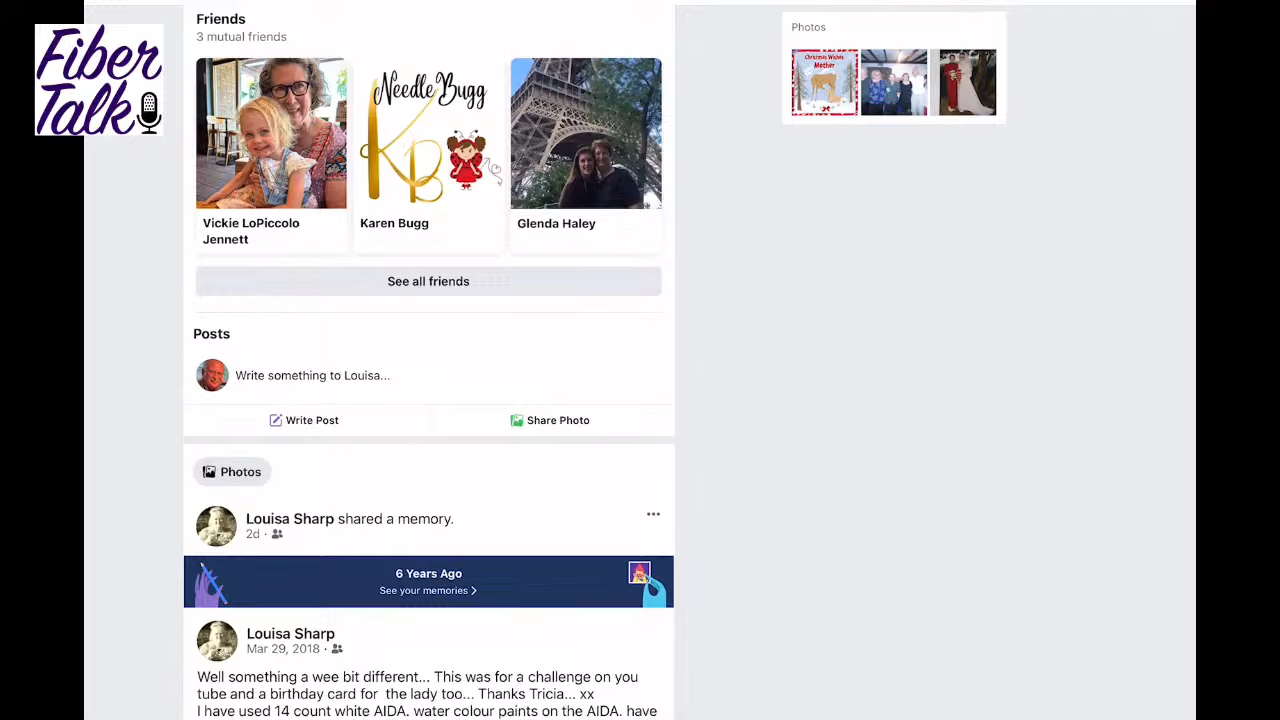 Fiber
Talk
Friends
3 mutual friends
Needle Bugg
KB
Vickie LoPiccolo
Jennett
Karen Bugg
Glenda Haley
See all friends
Posts
Write something to Louisa...
Write Post
Share Photo
Photos
Louisa Sharp shared a memory.
2d ·
6 Years Ago
See your memories >
Louisa Sharp
Mar 29, 2018 ·
Well something a wee bit different... This was for a challenge on you
tube and a birthday card for the lady too... Thanks Tricia... xx
I have used 14 count white AIDA. water colour paints on the AIDA. have
Photos
Christmas Wishes
Mother